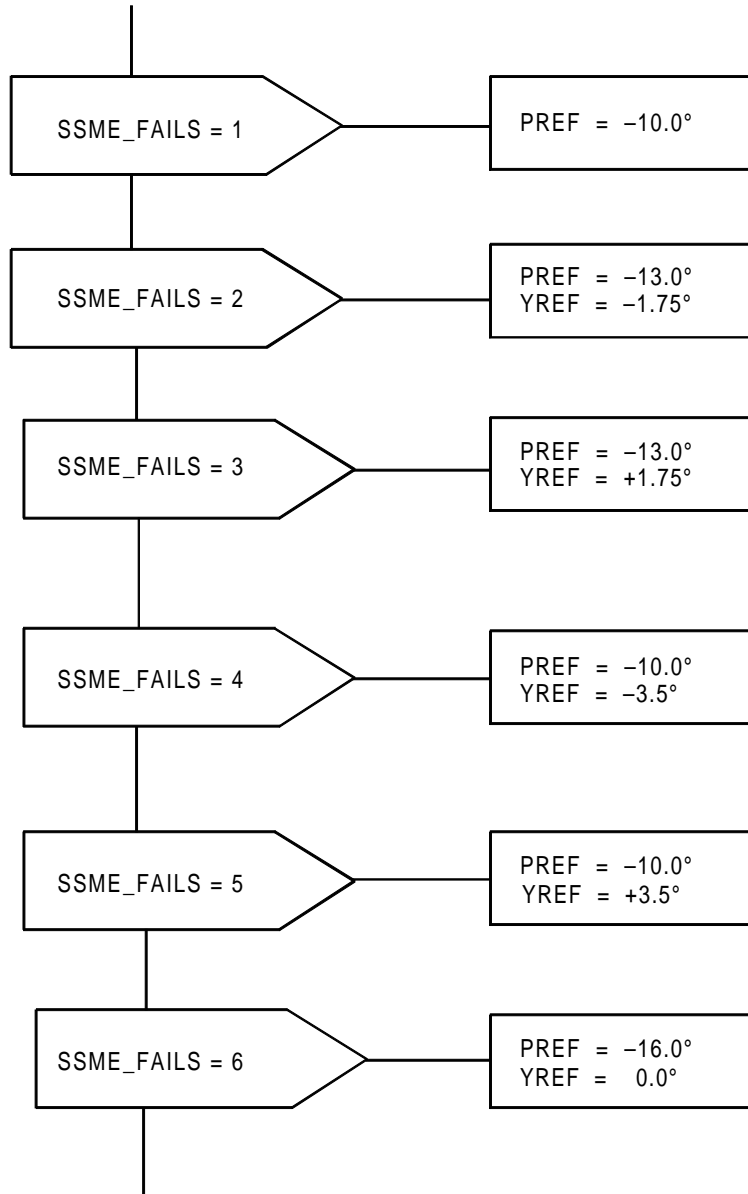 SSME_FAILS = 1
PREF = –10.0°
SSME_FAILS = 2
PREF = –13.0°
YREF = –1.75°
SSME_FAILS = 3
PREF = –13.0°
YREF = +1.75°
SSME_FAILS = 4
PREF = –10.0°
YREF = –3.5°
SSME_FAILS = 5
PREF = –10.0°
YREF = +3.5°
SSME_FAILS = 6
PREF = –16.0°
YREF = 0.0°